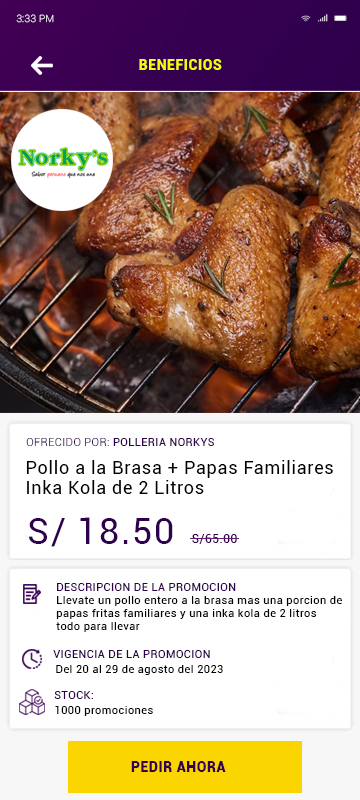 3:33 PM
BENEFICIOS
Norky's
Sabor peruano que nos une
OFRECIDO POR: POLLERIA NORKYS
Pollo a la Brasa + Papas Familiares
Inka Kola de 2 Litros
S/ 18.50 S/65.00
DESCRIPCION DE LA PROMOCION
Llevate un pollo entero a la brasa mas una porcion de
papas fritas familiares y una inka kola de 2 litros
todo para llevar
VIGENCIA DE LA PROMOCION
Del 20 al 29 de agosto del 2023
STOCK:
1000 promociones
PEDIR AHORA